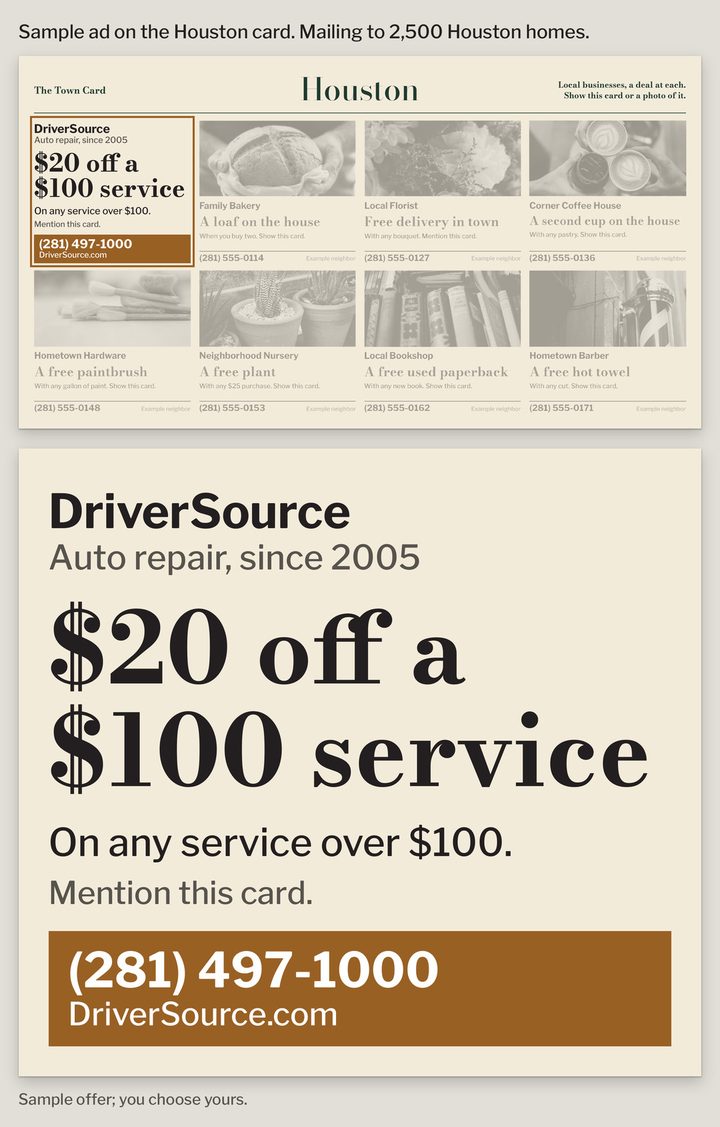 Sample ad on the Houston card. Mailing to 2,500 Houston homes.
The Town Card
Houston
Local businesses, a deal at each.
Show this card or a photo of it.
DriverSource
Auto repair, since 2005
$20 off a
$100 service
On any service over $100.
Mention this card.
(281) 497-1000
DriverSource.com
Family Bakery
A loaf on the house
When you buy two. Show this card.
(281) 555-0114 Example neighbor
Local Florist
Free delivery in town
With any bouquet. Mention this card.
(281) 555-0127 Example neighbor
Corner Coffee House
A second cup on the house
With any pastry. Show this card.
(281) 555-0136 Example neighbor
Hometown Hardware
A free paintbrush
With any gallon of paint. Show this card.
(281) 555-0148 Example neighbor
Neighborhood Nursery
A free plant
With any $25 purchase. Show this card.
(281) 555-0153 Example neighbor
Local Bookshop
A free used paperback
With any new book. Show this card.
(281) 555-0162 Example neighbor
Hometown Barber
A free hot towel
With any cut. Show this card.
(281) 555-0171 Example neighbor
DriverSource
Auto repair, since 2005
$20 off a
$100 service
On any service over $100.
Mention this card.
(281) 497-1000
DriverSource.com
Sample offer; you choose yours.